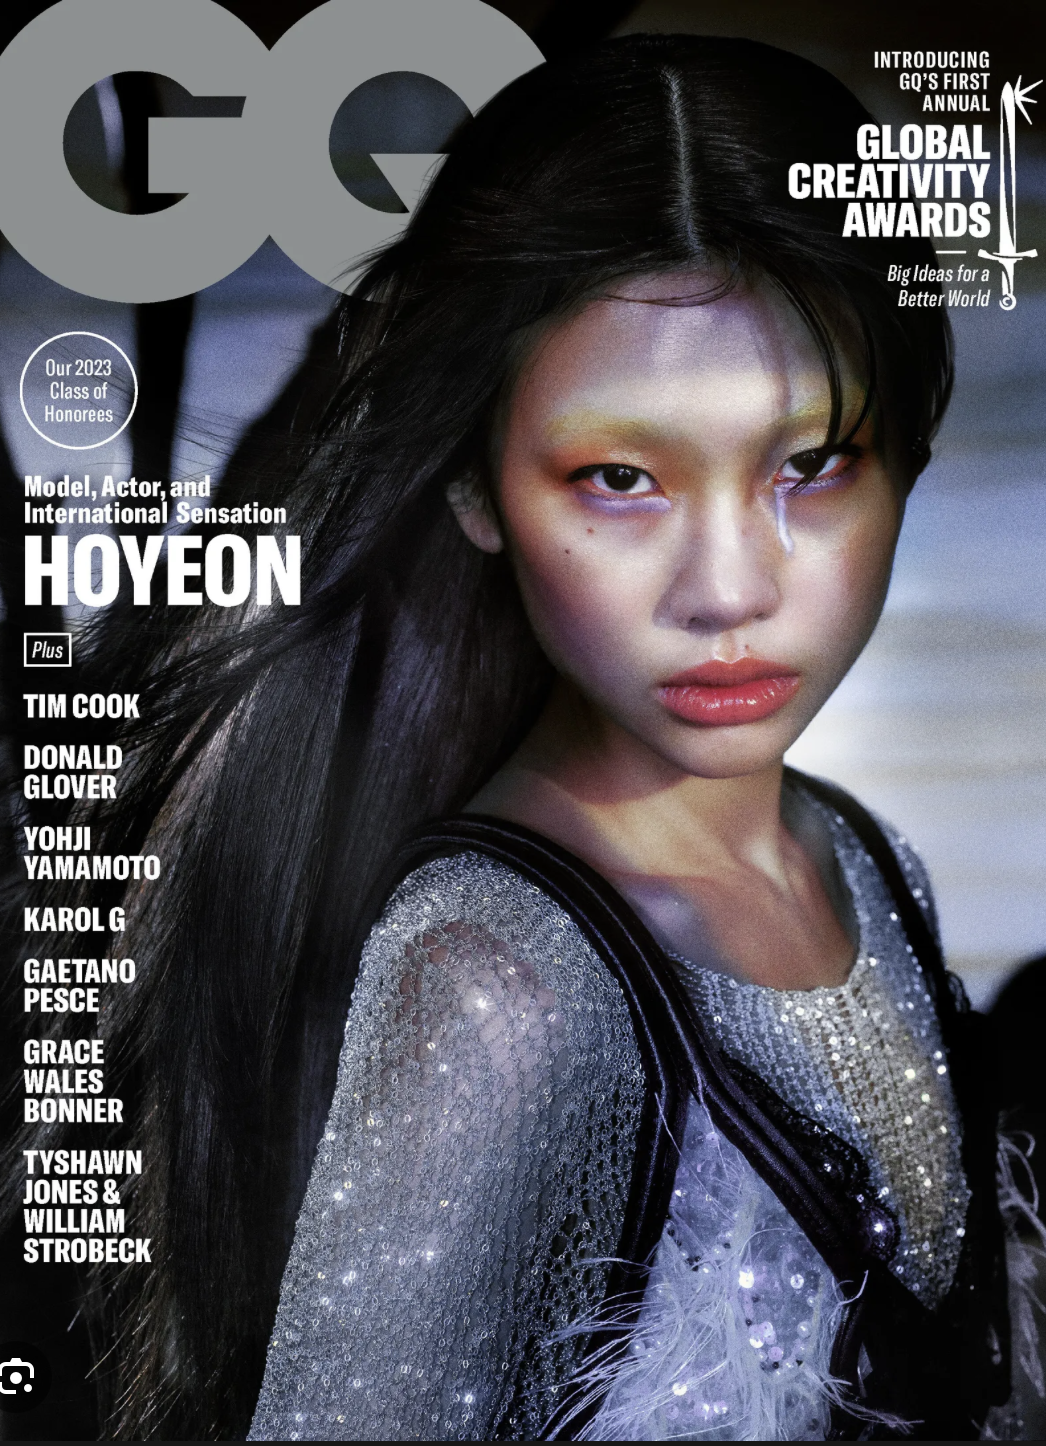 GQ
INTRODUCING
GQ'S FIRST
ANNUAL
GLOBAL
CREATIVITY
AWARDS
Big Ideas for a
Better World
Our 2023
Class of
Honorees
Model, Actor, and
International Sensation
HOYEON
Plus
TIM COOK
DONALD
GLOVER
YOHJI
YAMAMOTO
KAROL G
GAETANO
PESCE
GRACE
WALES
BONNER
TYSHAWN
JONES &
WILLIAM
STROBECK